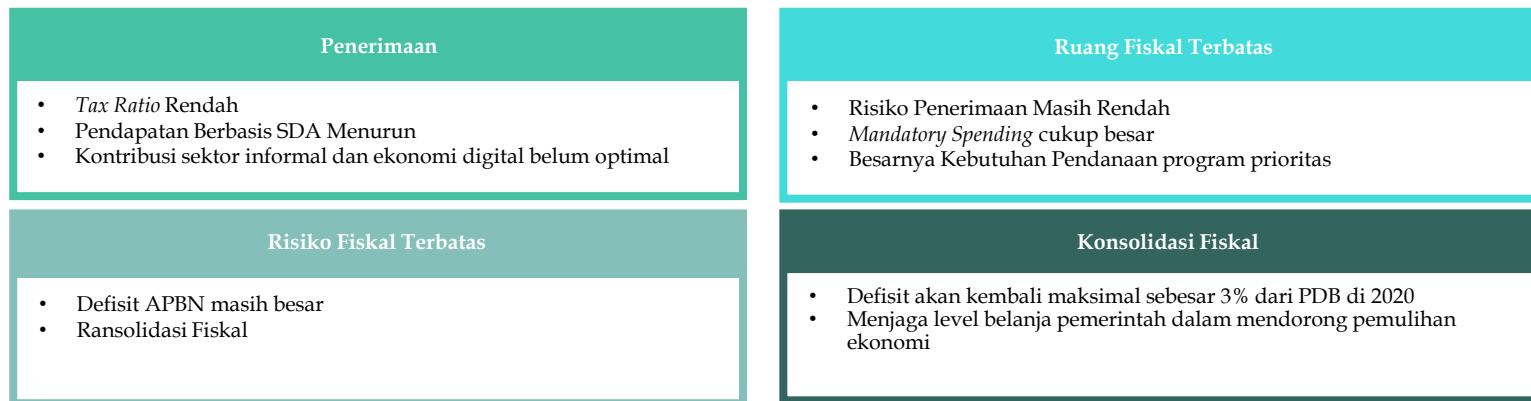 Penerimaan
• Tax Ratio Rendah
• Pendapatan Berbasis SDA Menurun
• Kontribusi sektor informal dan ekonomi digital belum optimal
Ruang Fiskal Terbatas
• Risiko Penerimaan Masih Rendah
• Mandatory Spending cukup besar
• Besarnya Kebutuhan Pendanaan program prioritas
Risiko Fiskal Terbatas
• Defisit APBN masih besar
• Ransolidasi Fiskal
Konsolidasi Fiskal
• Defisit akan kembali maksimal sebesar 3% dari PDB di 2020
• Menjaga level belanja pemerintah dalam mendorong pemulihan
ekonomi